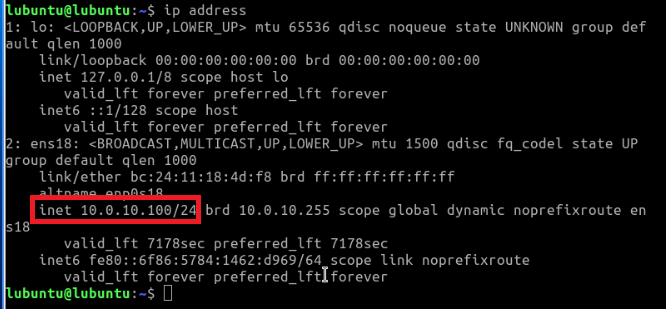 lubuntu@lubuntu:~$ ip address
1: lo: <LOOPBACK,UP,LOWER_UP> mtu 65536 qdisc noqueue state UNKNOWN group def
ault qlen 1000
    link/loopback 00:00:00:00:00:00 brd 00:00:00:00:00:00
    inet 127.0.0.1/8 scope host lo
       valid_lft forever preferred_lft forever
    inet6 ::1/128 scope host
       valid_lft forever preferred_lft forever
2: ens18: <BROADCAST,MULTICAST,UP,LOWER_UP> mtu 1500 qdisc fq_codel state UP
group default qlen 1000
    link/ether bc:24:11:18:4d:f8 brd ff:ff:ff:ff:ff:ff
    altname enp0s18
    inet 10.0.10.100/24 brd 10.0.10.255 scope global dynamic noprefixroute en
s18
       valid_lft 7178sec preferred_lft 7178sec
    inet6 fe80::6f86:5784:1462:d969/64 scope link noprefixroute
       valid_lft forever preferred_lft forever
lubuntu@lubuntu:~$